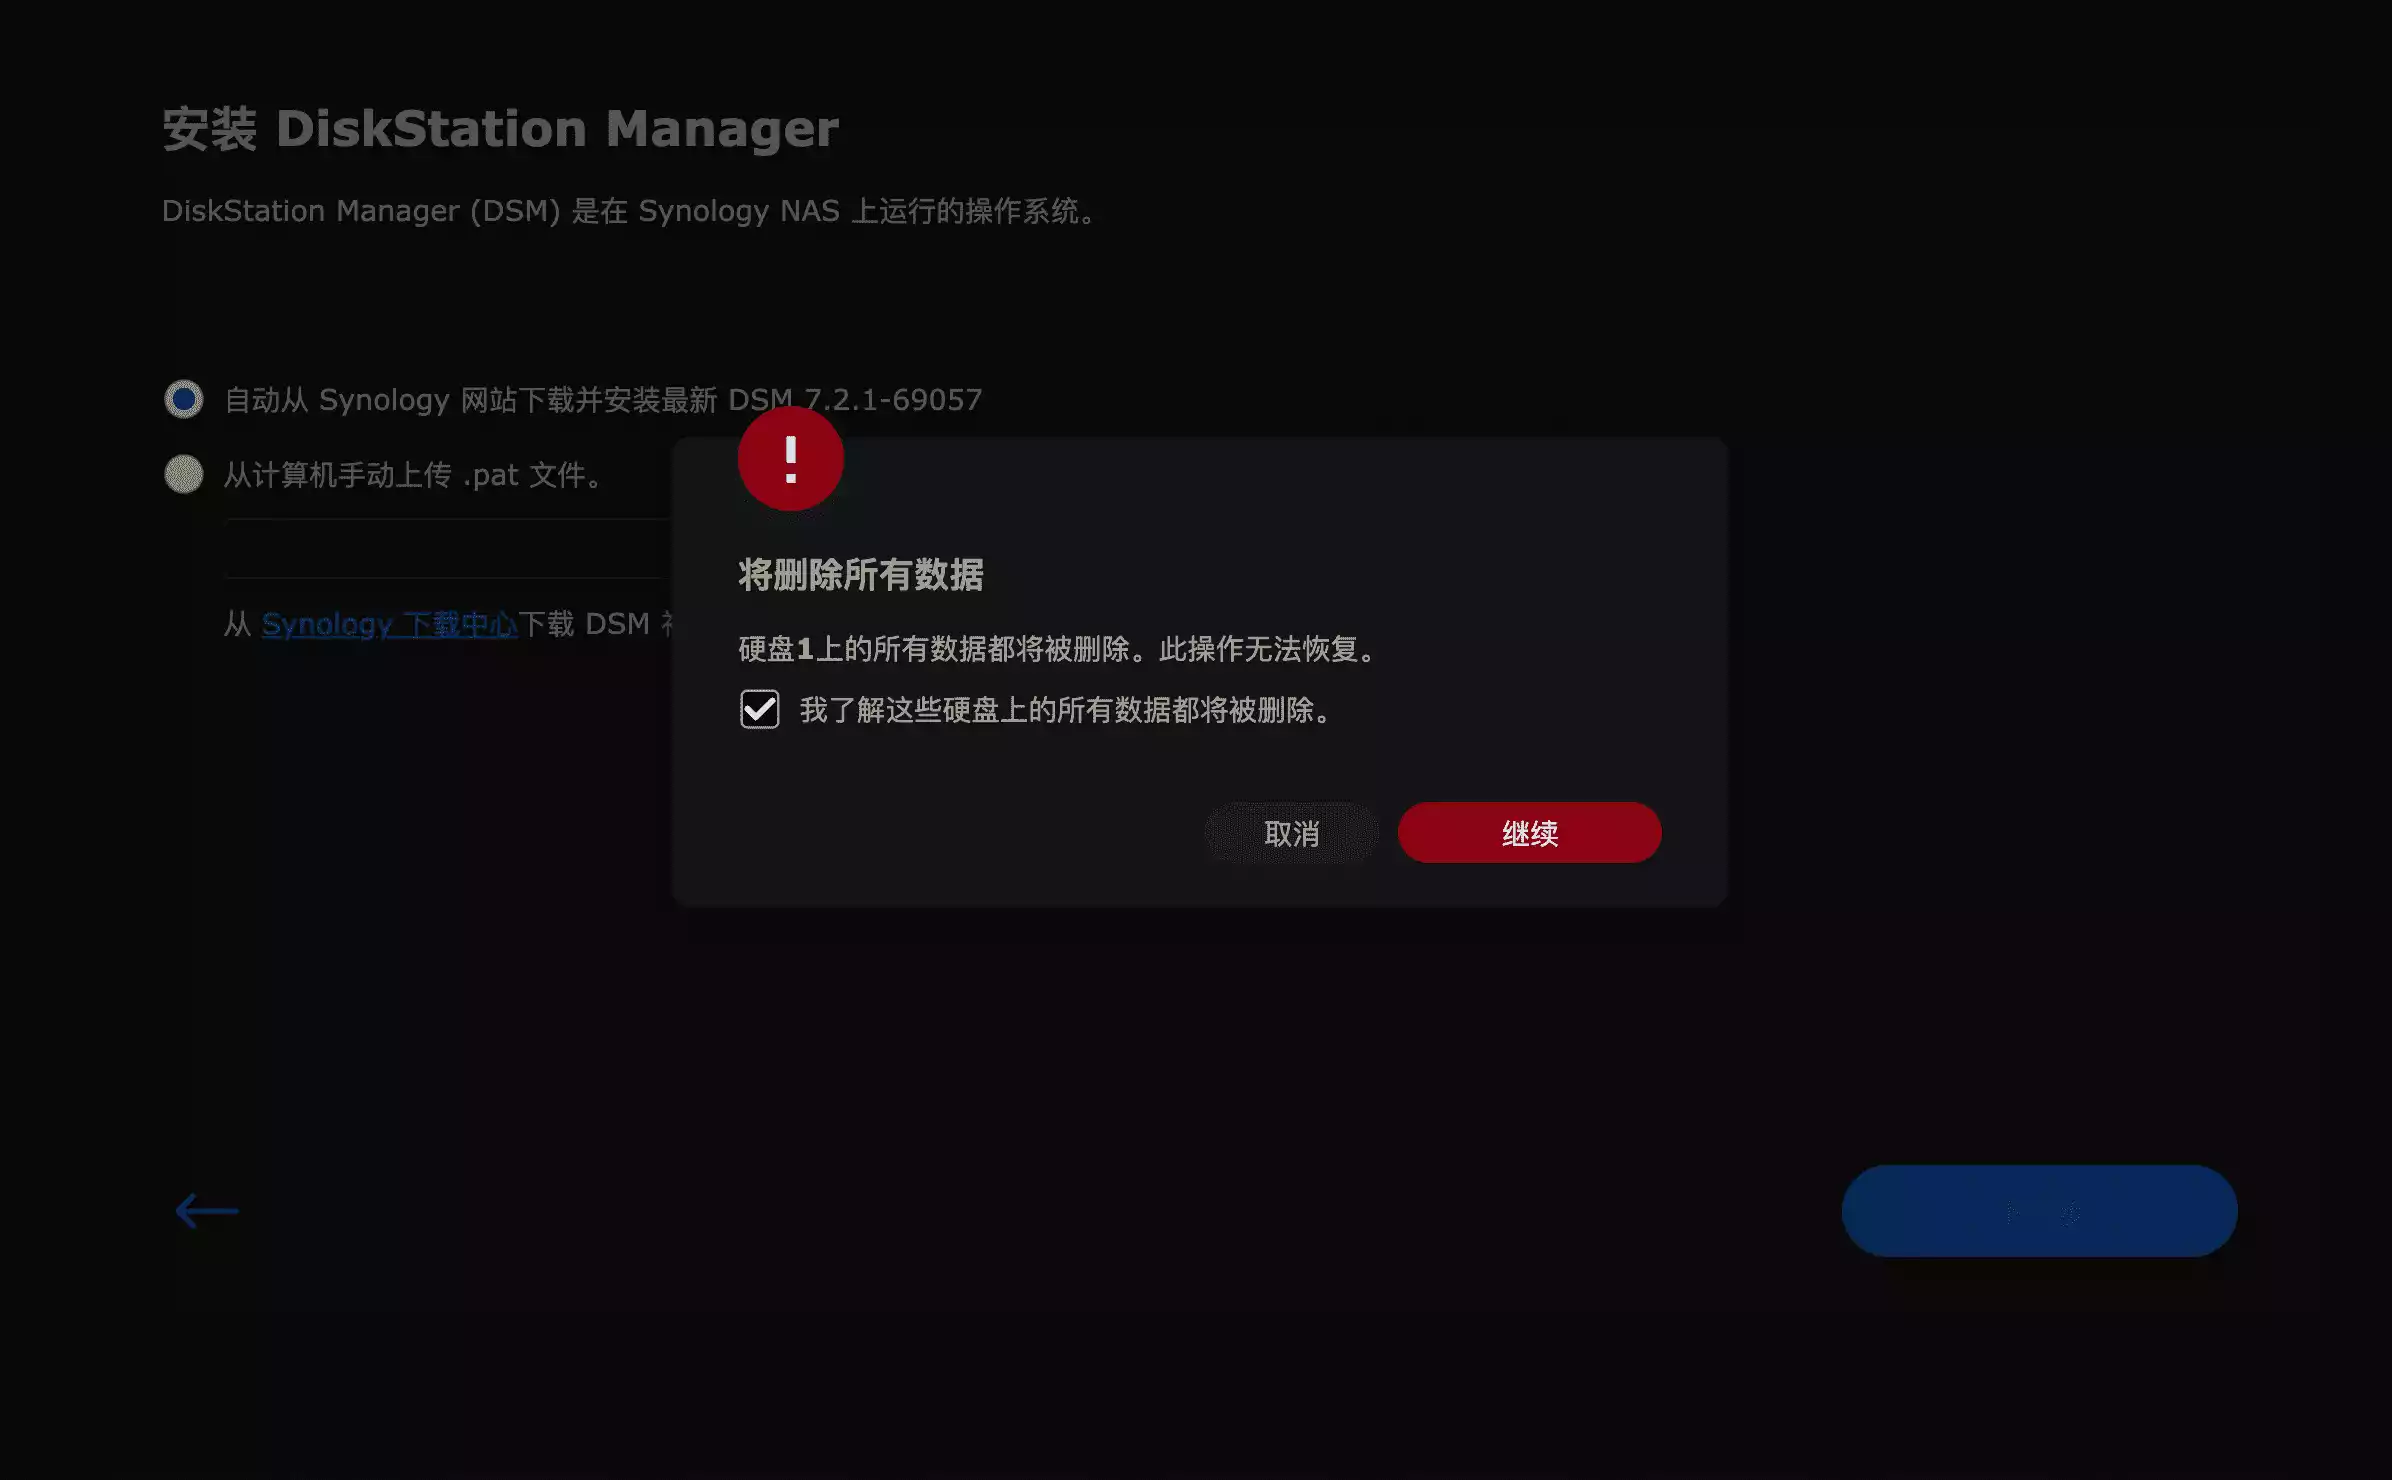 安装 DiskStation Manager
DiskStation Manager (DSM) 是在 Synology NAS 上运行的操作系统。
自动从 Synology 网站下载并安装最新 DSM 7.2.1-69057
从计算机手动上传 .pat 文件。
从 Synology 下载中心下载 DSM
将删除所有数据
硬盘1上的所有数据都将被删除。此操作无法恢复。
我了解这些硬盘上的所有数据都将被删除。
取消
继续